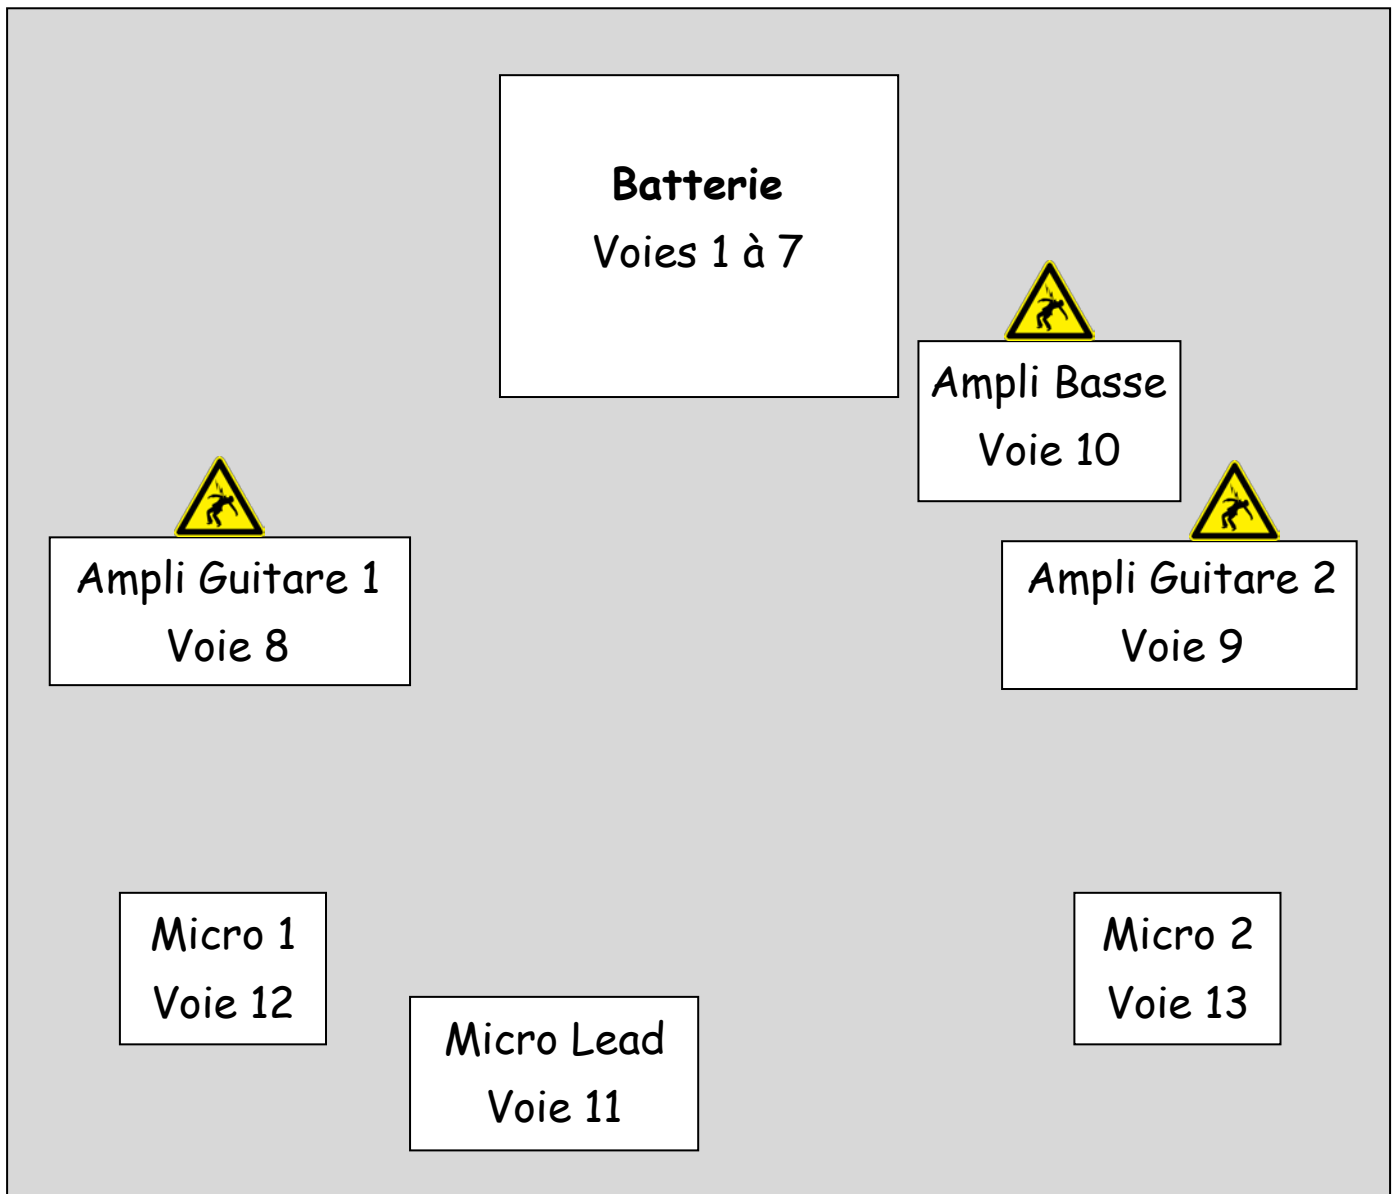 Batterie
Voies 1 à 7
Ampli Basse
Voie 10
Ampli Guitare 1
Voie 8
Ampli Guitare 2
Voie 9
Micro 1
Voie 12
Micro 2
Voie 13
Micro Lead
Voie 11